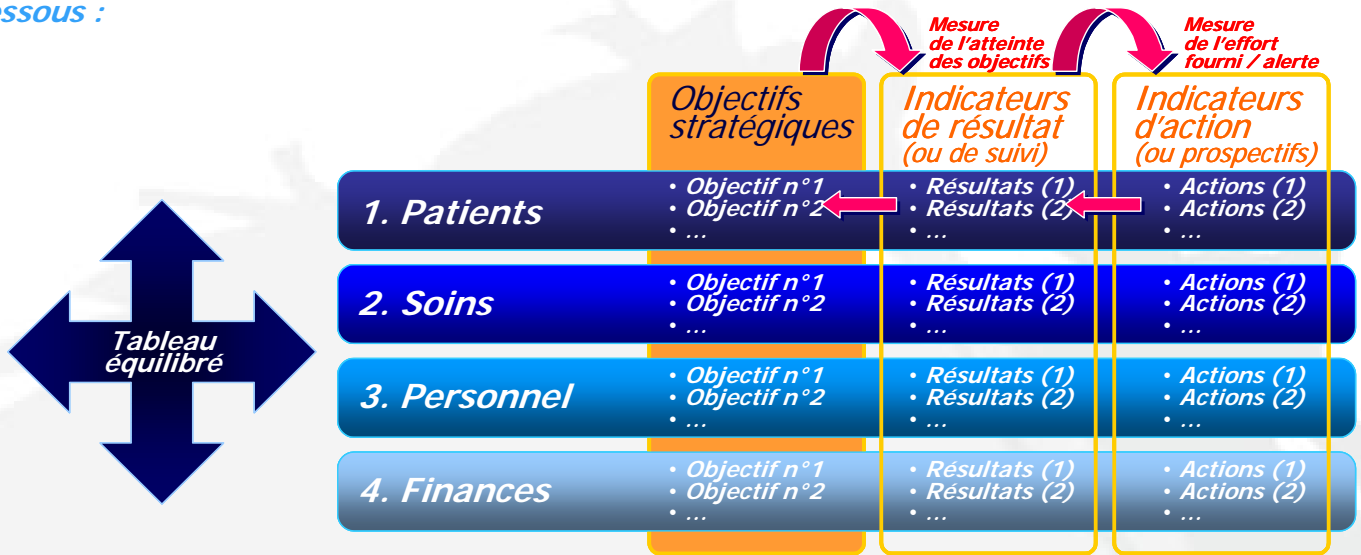 essous :
Mesure
de l'atteinte
des objectifs
Mesure
de l'effort
fourni / alerte
Objectifs
stratégiques
Indicateurs
de résultat
(ou de suivi)
Indicateurs
d'action
(ou prospectifs)
1. Patients
• Objectif n°1
• Objectif n°2
• ...
• Résultats (1)
• Résultats (2)
• ...
• Actions (1)
• Actions (2)
• ...
Tableau
équilibré
2. Soins
• Objectif n°1
• Objectif n°2
• ...
• Résultats (1)
• Résultats (2)
• ...
• Actions (1)
• Actions (2)
• ...
3. Personnel
• Objectif n°1
• Objectif n°2
• ...
• Résultats (1)
• Résultats (2)
• ...
• Actions (1)
• Actions (2)
• ...
4. Finances
• Objectif n°1
• Objectif n°2
• ...
• Résultats (1)
• Résultats (2)
• ...
• Actions (1)
• Actions (2)
• ...